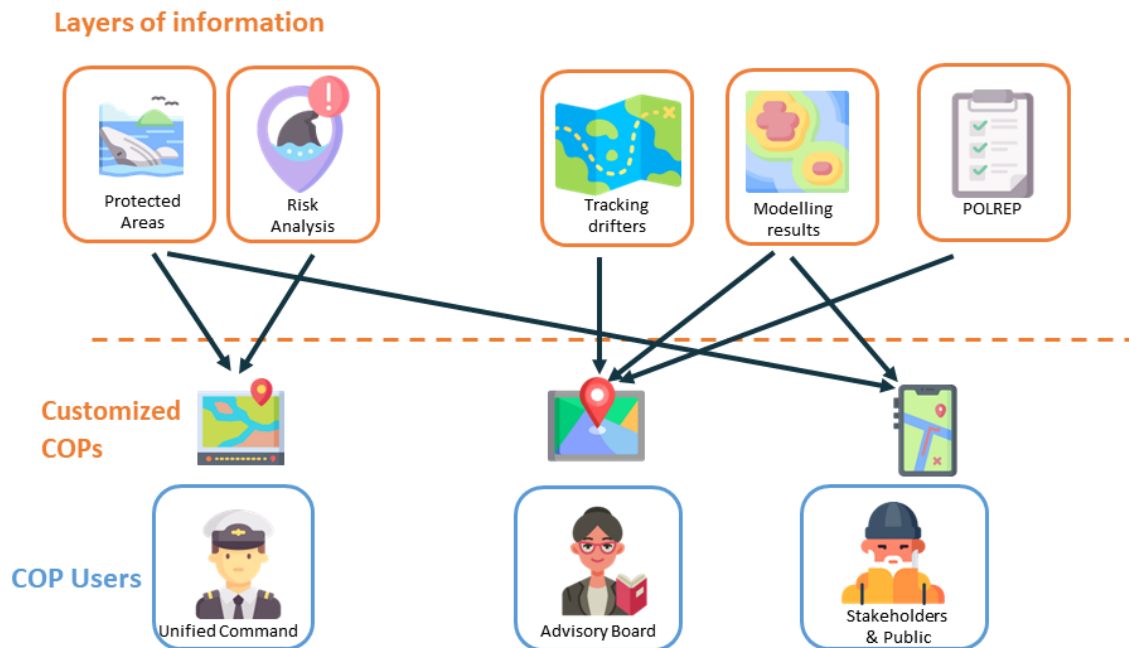 Layers of information
Protected
Areas
Risk
Analysis
Tracking
drifters
Modelling
results
POLREP
Customized
COPs
COP Users
Unified Command
Advisory Board
Stakeholders
& Public